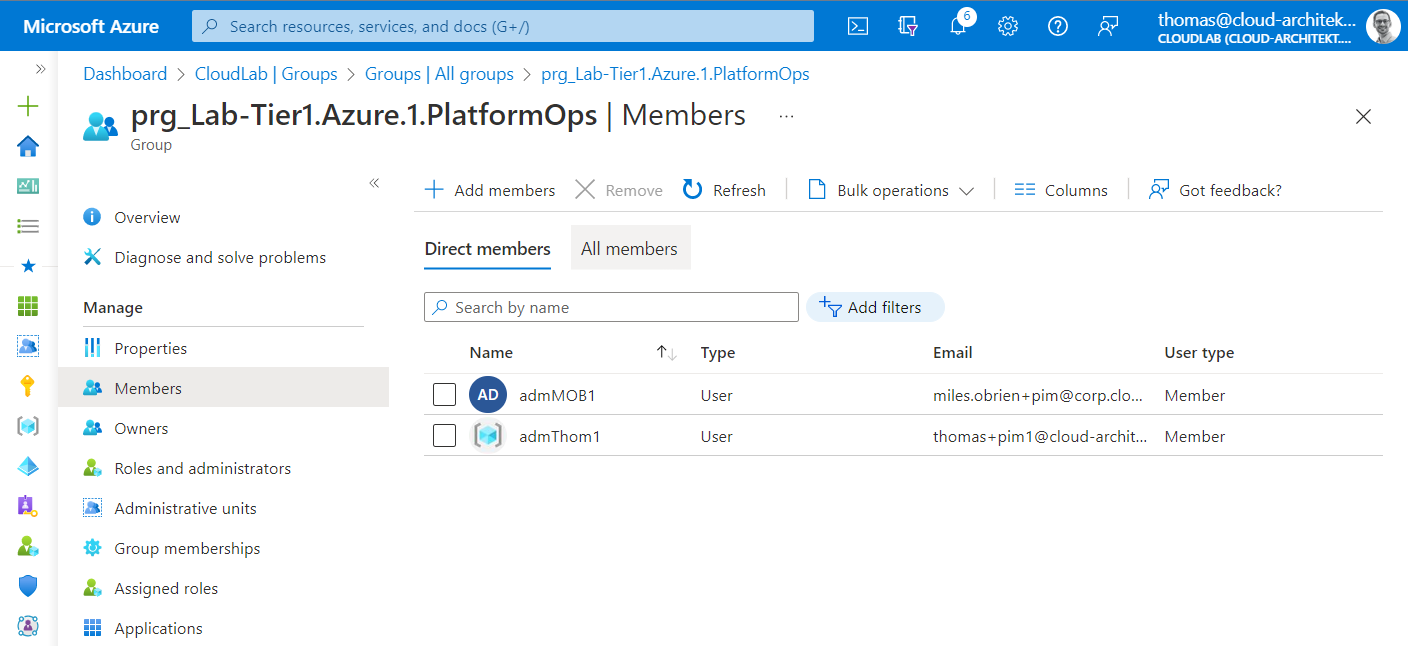 Microsoft Azure
Search resources, services, and docs (G+/)
6
thomas@cloud-architek...
CLOUDLAB (CLOUD-ARCHITEKT....
Dashboard > CloudLab | Groups > Groups | All groups > prg_Lab-Tier1.Azure.1.PlatformOps
prg_Lab-Tier1.Azure.1.PlatformOps | Members ...
Group
Overview
Diagnose and solve problems
Manage
Properties
Members
Owners
Roles and administrators
Administrative units
Group memberships
Assigned roles
Applications
Add members Remove Refresh Bulk operations Columns Got feedback?
Direct members All members
Search by name Add filters
Name Type Email User type
AD admMOB1 User miles.obrien+pim@corp.clo... Member
admThom1 User thomas+pim1@cloud-archit... Member